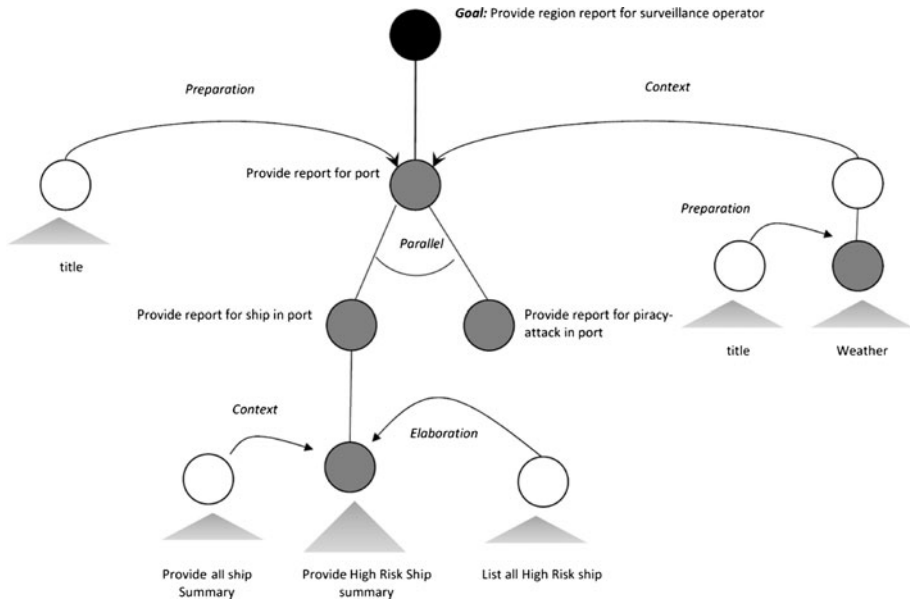 Goal: Provide region report for surveillance operator
Preparation
Context
Provide report for port
Preparation
Parallel
title
Provide report for ship in port
Provide report for piracy-
attack in port
title
Weather
Context
Elaboration
Provide all ship
Summary
Provide High Risk Ship
summary
List all High Risk ship